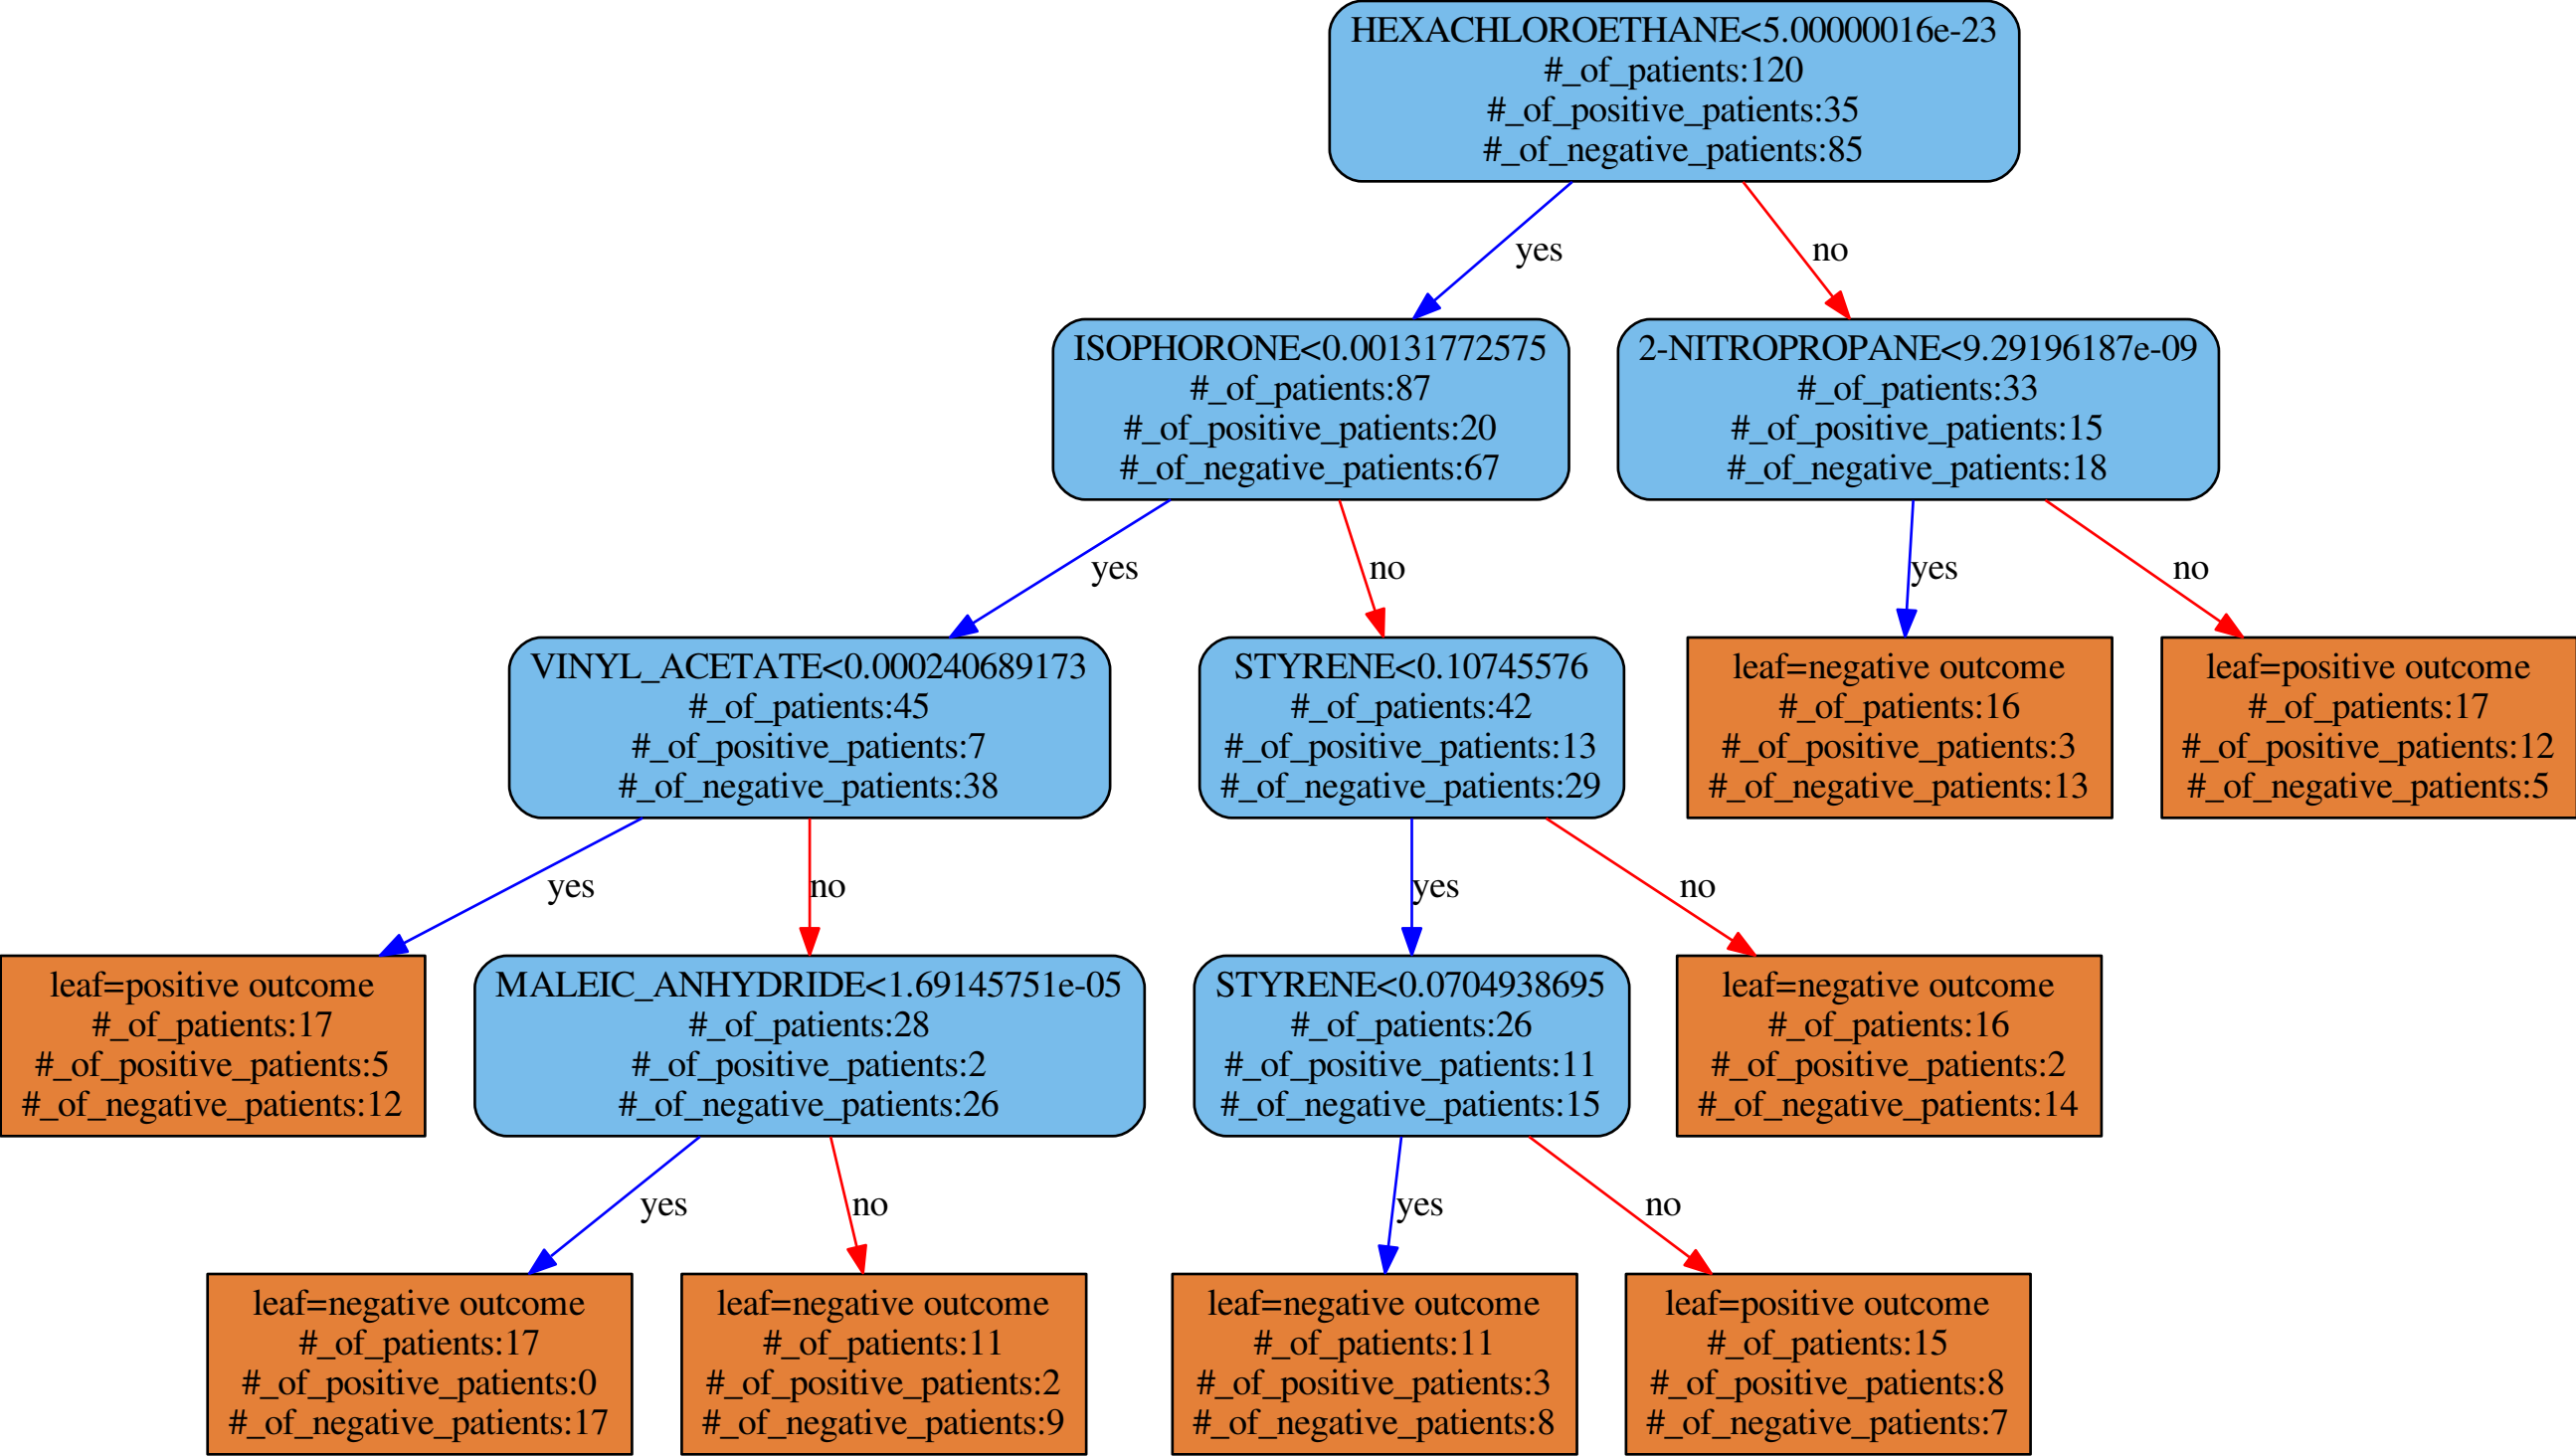 HEXACHLOROETHANE<5.00000016e-23
#_of_patients:120
#_of_positive_patients:35
#_of_negative_patients:85
yes
no
ISOPHORONE<0.00131772575
#_of_patients:87
#_of_positive_patients:20
#_of_negative_patients:67
2-NITROPROPANE<9.29196187e-09
#_of_patients:33
#_of_positive_patients:15
#_of_negative_patients:18
yes
no
yes
no
VINYL_ACETATE<0.000240689173
#_of_patients:45
#_of_positive_patients:7
#_of_negative_patients:38
STYRENE<0.10745576
#_of_patients:42
#_of_positive_patients:13
#_of_negative_patients:29
leaf=negative outcome
#_of_patients:16
#_of_positive_patients:3
#_of_negative_patients:13
leaf=positive outcome
#_of_patients:17
#_of_positive_patients:12
#_of_negative_patients:5
yes
no
yes
no
leaf=positive outcome
#_of_patients:17
#_of_positive_patients:5
#_of_negative_patients:12
MALEIC_ANHYDRIDE<1.69145751e-05
#_of_patients:28
#_of_positive_patients:2
#_of_negative_patients:26
STYRENE<0.0704938695
#_of_patients:26
#_of_positive_patients:11
#_of_negative_patients:15
leaf=negative outcome
#_of_patients:16
#_of_positive_patients:2
#_of_negative_patients:14
yes
no
yes
no
leaf=negative outcome
#_of_patients:17
#_of_positive_patients:0
#_of_negative_patients:17
leaf=negative outcome
#_of_patients:11
#_of_positive_patients:2
#_of_negative_patients:9
leaf=negative outcome
#_of_patients:11
#_of_positive_patients:3
#_of_negative_patients:8
leaf=positive outcome
#_of_patients:15
#_of_positive_patients:8
#_of_negative_patients:7